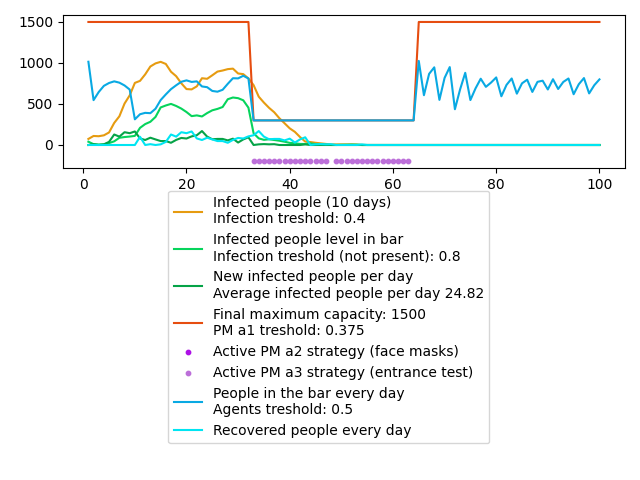 1500
1000
500
0
0 20 40 60 80 100
Infected people (10 days)
Infection treshold: 0.4
Infected people level in bar
Infection treshold (not present): 0.8
New infected people per day
Average infected people per day 24.82
Final maximum capacity: 1500
PM a1 treshold: 0.375
Active PM a2 strategy (face masks)
Active PM a3 strategy (entrance test)
People in the bar every day
Agents treshold: 0.5
Recovered people every day